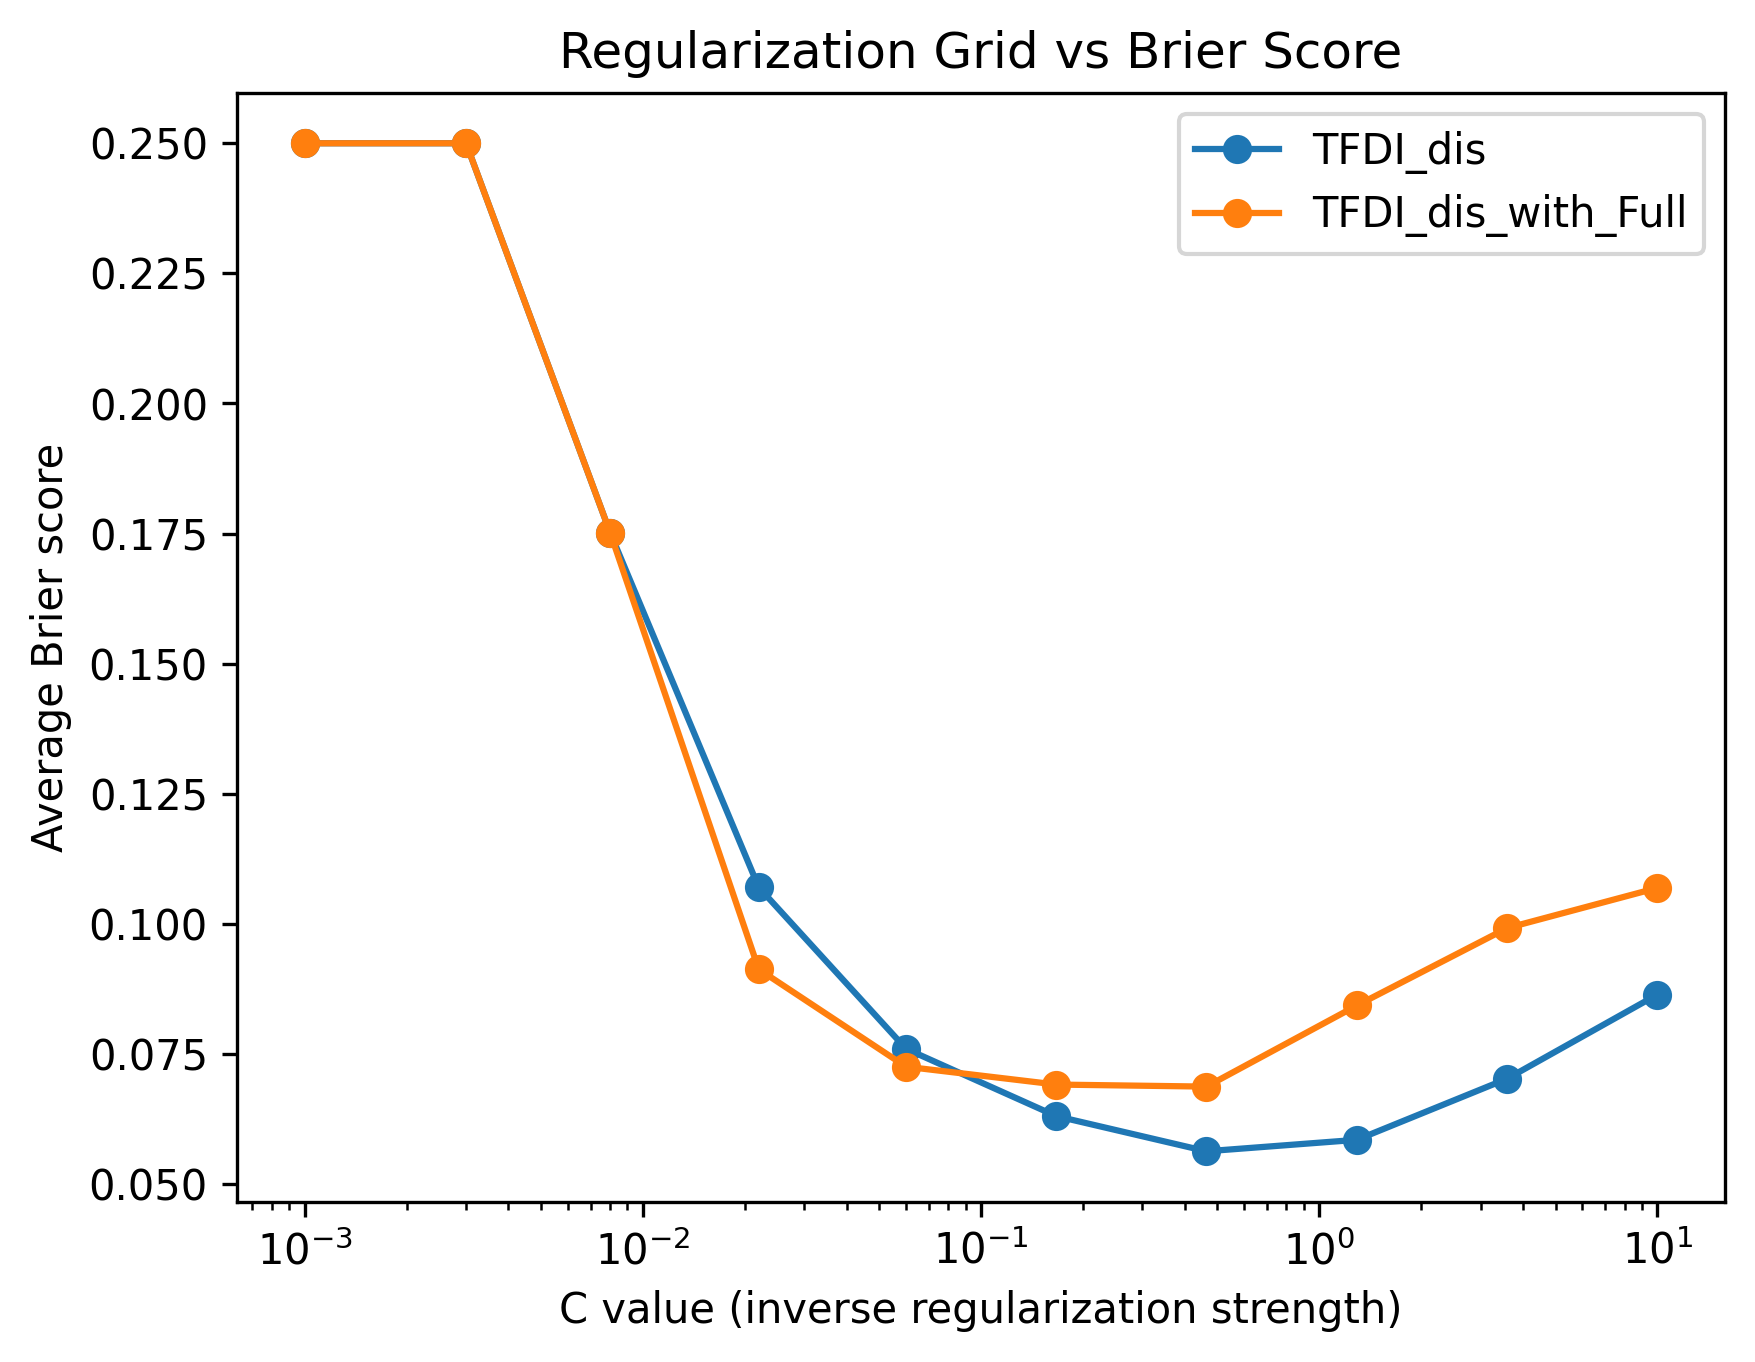 Regularization Grid vs Brier Score
TFDI_dis
TFDI_dis_with_Full
Average Brier score
0.250
0.225
0.200
0.175
0.150
0.125
0.100
0.075
0.050
10⁻³ 10⁻² 10⁻¹ 10⁰ 10¹
C value (inverse regularization strength)